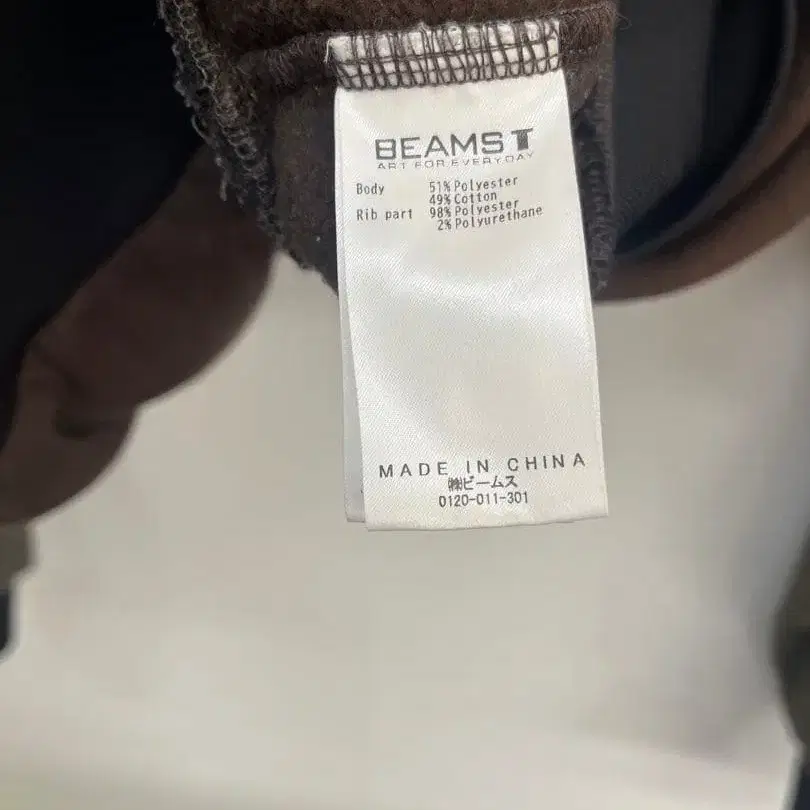 BEAMS T
ART FOR EVERYDAY
Body 51% Polyester
49% Cotton
Rib part 98% Polyester
2% Polyurethane
MADE IN CHINA
㈱ビームス
0120-011-301